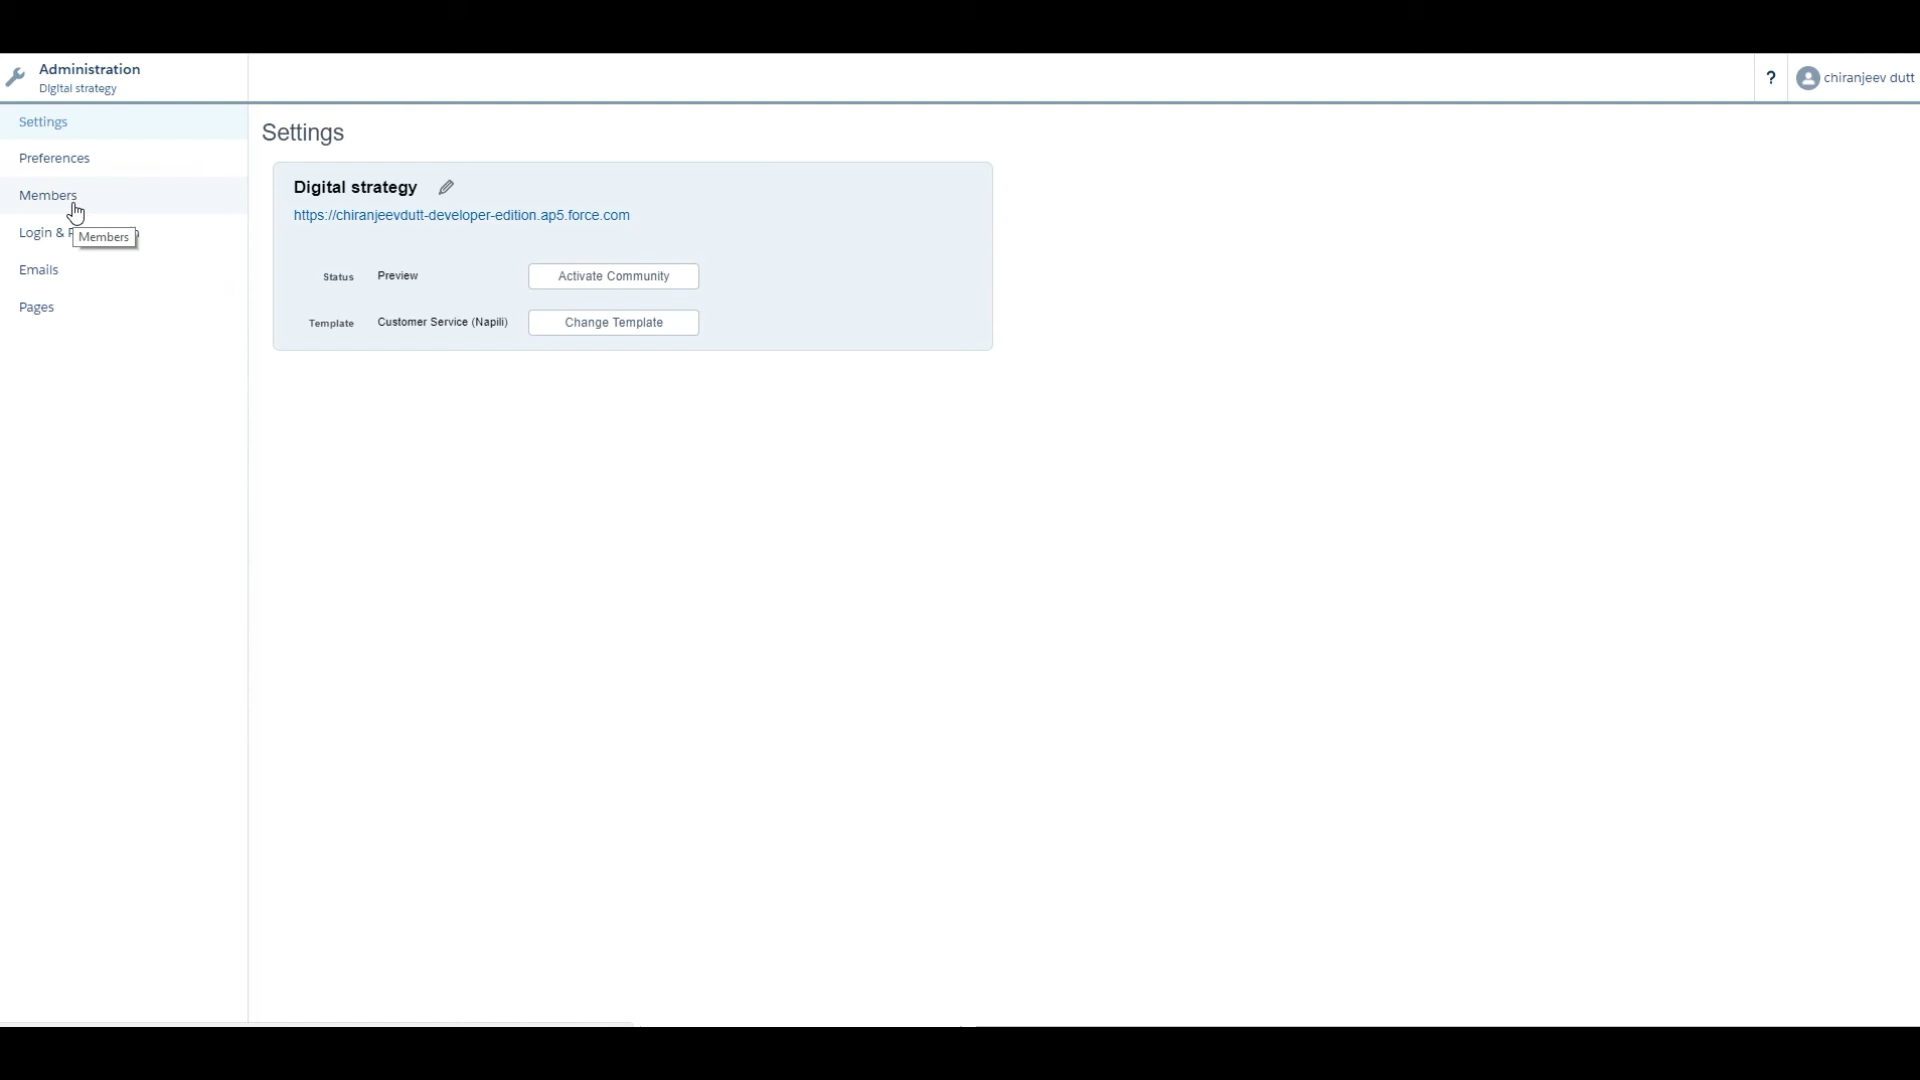 Administration
Digital strategy
?
chiranjeev dutt
Settings
Preferences
Members
Login &
Members
Emails
Pages
Settings
Digital strategy
https://chiranjeevdutt-developer-edition.ap5.force.com
Status Preview Activate Community
Template Customer Service (Napili) Change Template